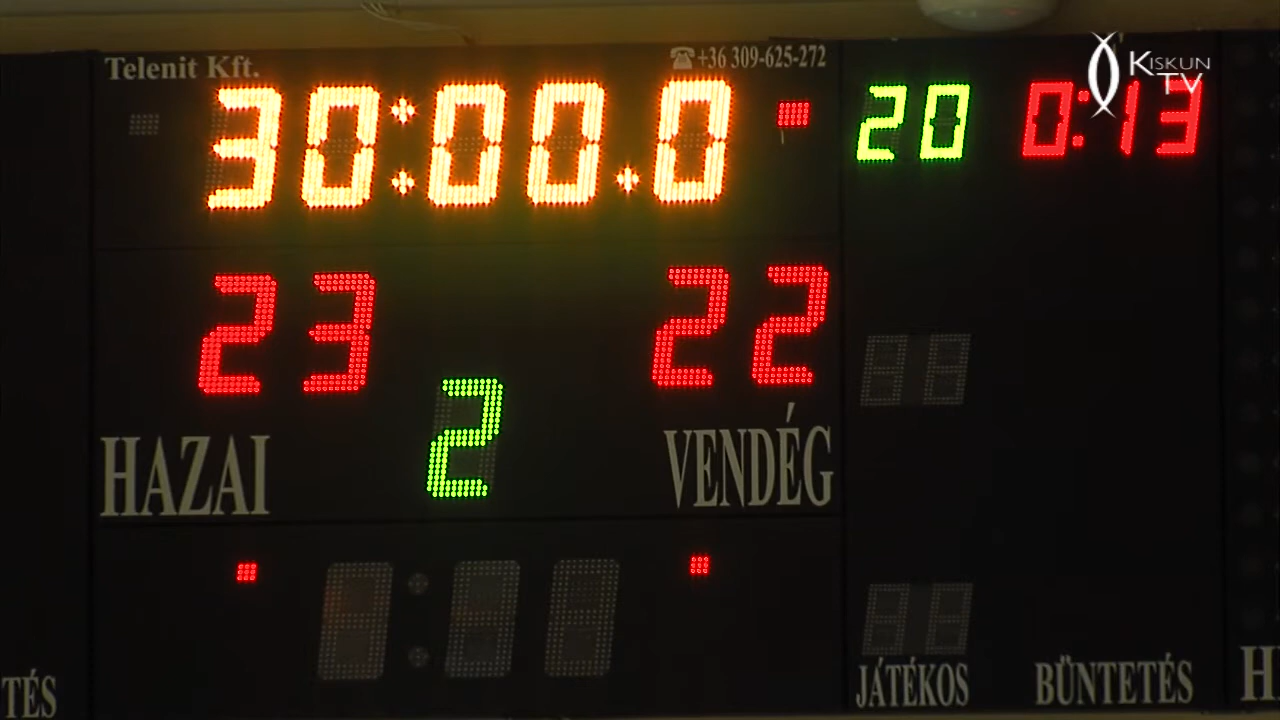 Telenit Kft. +36 309-625-272
KISKUN TV
30:00.0 20 0:13
23 22
2
HAZAI VENDÉG
TÉS JÁTÉKOS BÜNTETÉS H